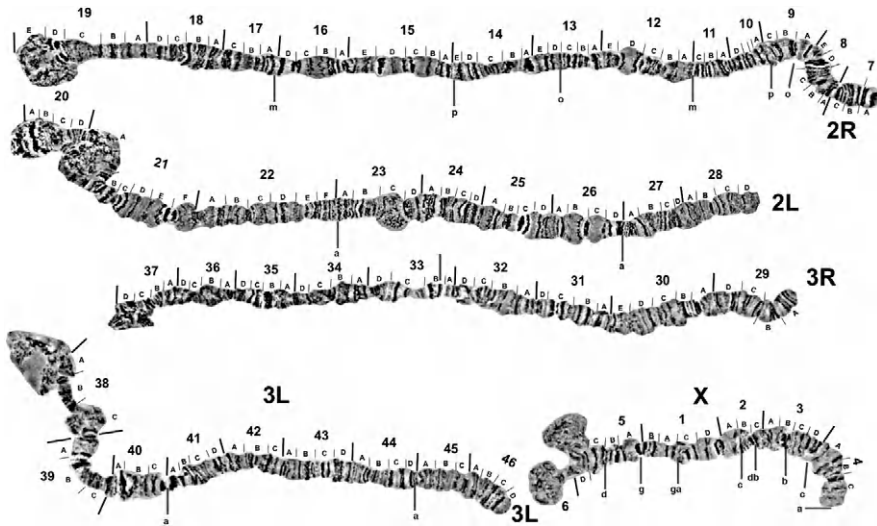 19 18 17 16 15 14 13 12 11 10 9 8 7
E D C B A D C B A C B A D C B A E D C B A E D C B A E D C B A E D C B A C B A D A C B A E D C B A C B A
m p o m p o
2R
20 21 22 23 24 25 26 27 28
A B C D A B C D E F A B C D E F A B C D A B C D A B C D A B C D A B C D A B C D
a a
2L
37 36 35 34 33 32 31 30 29
D C B A D C B A D C B A D C B A D C B A D C B A D C B A E D C B A D C B A
3R
38 39 40 41 42 43 44 45 46
A B C A B C A B C A B C D A B C A B C D A B C D A B C A B C D
a a
3L
3L
X
5 1 2 3 4 6
C B A B A C D A B C A B C D A B C D
d g ga c db b c a